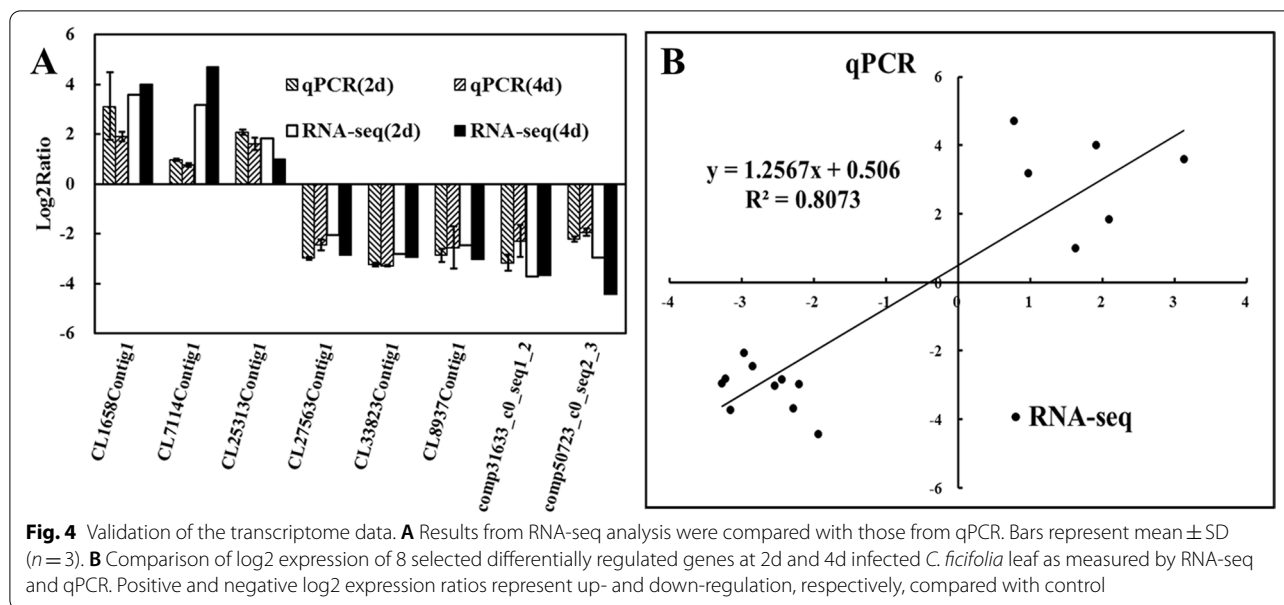 A
6
4
2
0
-2
-4
-6
Log2Ratio
qPCR(2d) qPCR(4d)
RNA-seq(2d) RNA-seq(4d)
CL1658Contig1
CL7114Contig1
CL25313Contig1
CL27563Contig1
CL33823Contig1
CL8937Contig1
comp31633_c0_seq1_2
comp50723_c0_seq2_3
B
qPCR
y = 1.2567x + 0.506
R² = 0.8073
6
4
2
0
-2
-4
-6
-4 -3 -2 -1 0 1 2 3 4
RNA-seq
Fig. 4 Validation of the transcriptome data. A Results from RNA-seq analysis were compared with those from qPCR. Bars represent mean ± SD
(n = 3). B Comparison of log2 expression of 8 selected differentially regulated genes at 2d and 4d infected C. ficifolia leaf as measured by RNA-seq
and qPCR. Positive and negative log2 expression ratios represent up- and down-regulation, respectively, compared with control